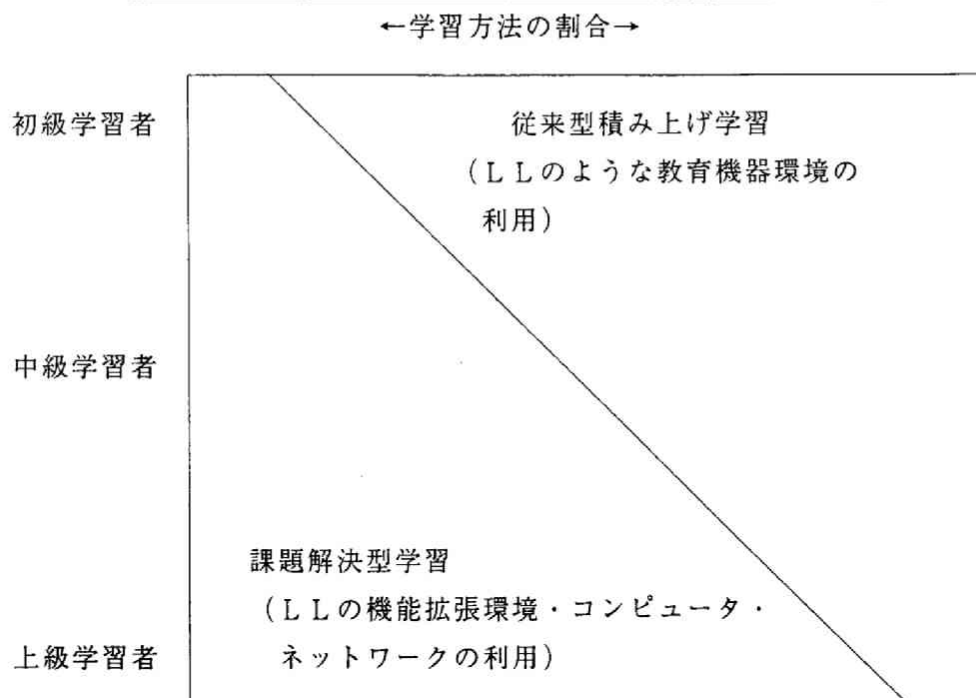 ←学習方法の割合→
初級学習者
従来型積み上げ学習
（ＬＬのような教育機器環境の
利用）
中級学習者
課題解決型学習
（ＬＬの機能拡張環境・コンピュータ・
ネットワークの利用）
上級学習者